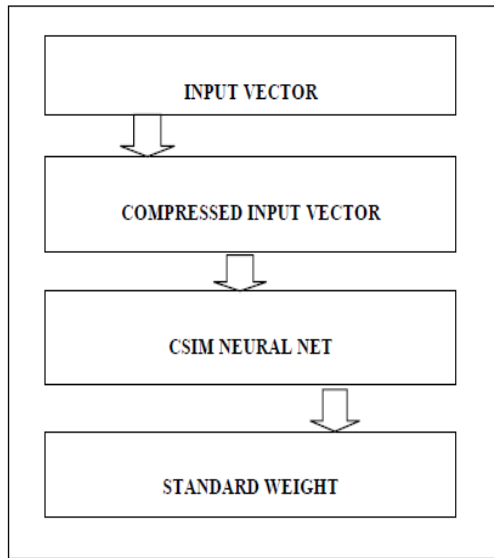 INPUT VECTOR
COMPRESSED INPUT VECTOR
CSIM NEURAL NET
STANDARD WEIGHT